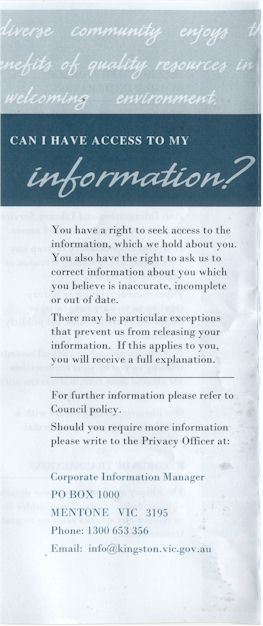 diverse community enjoys th
enefits of quality resources in
welcoming environment.
CAN I HAVE ACCESS TO MY
information?
You have a right to seek access to the
information, which we hold about you.
You also have the right to ask us to
correct information about you which
you believe is inaccurate, incomplete
or out of date.
There may be particular exceptions
that prevent us from releasing your
information. If this applies to you,
you will receive a full explanation.
For further information please refer to
Council policy.
Should you require more information
please write to the Privacy Officer at:
Corporate Information Manager
PO BOX 1000
MENTONE VIC 3195
Phone: 1300 653 356
Email: info@kingston.vic.gov.au